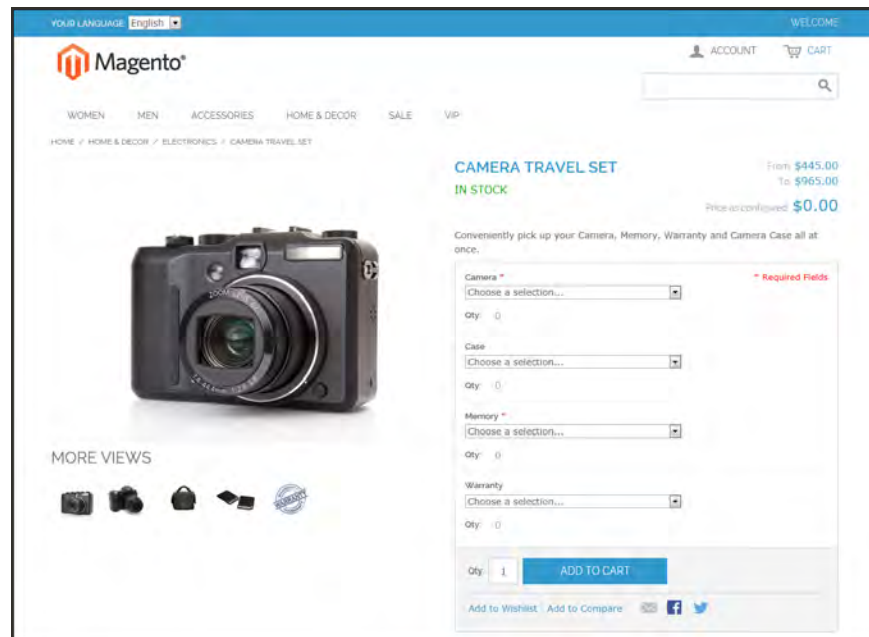 YOUR LANGUAGE: English
WELCOME
Magento®
ACCOUNT
CART
WOMEN MEN ACCESSORIES HOME & DECOR SALE VIP
HOME / HOME & DECOR / ELECTRONICS / CAMERA TRAVEL SET
CAMERA TRAVEL SET
From: $445.00
To: $965.00
IN STOCK
Price as configured: $0.00
Conveniently pick up your Camera, Memory, Warranty and Camera Case all at
once.
Camera *
* Required Fields
Choose a selection...
Qty: 0
Case
Choose a selection...
Qty: 0
Memory *
Choose a selection...
Qty: 0
Warranty
Choose a selection...
Qty: 0
MORE VIEWS
WARRANTY
Qty: 1
ADD TO CART
Add to Wishlist Add to Compare